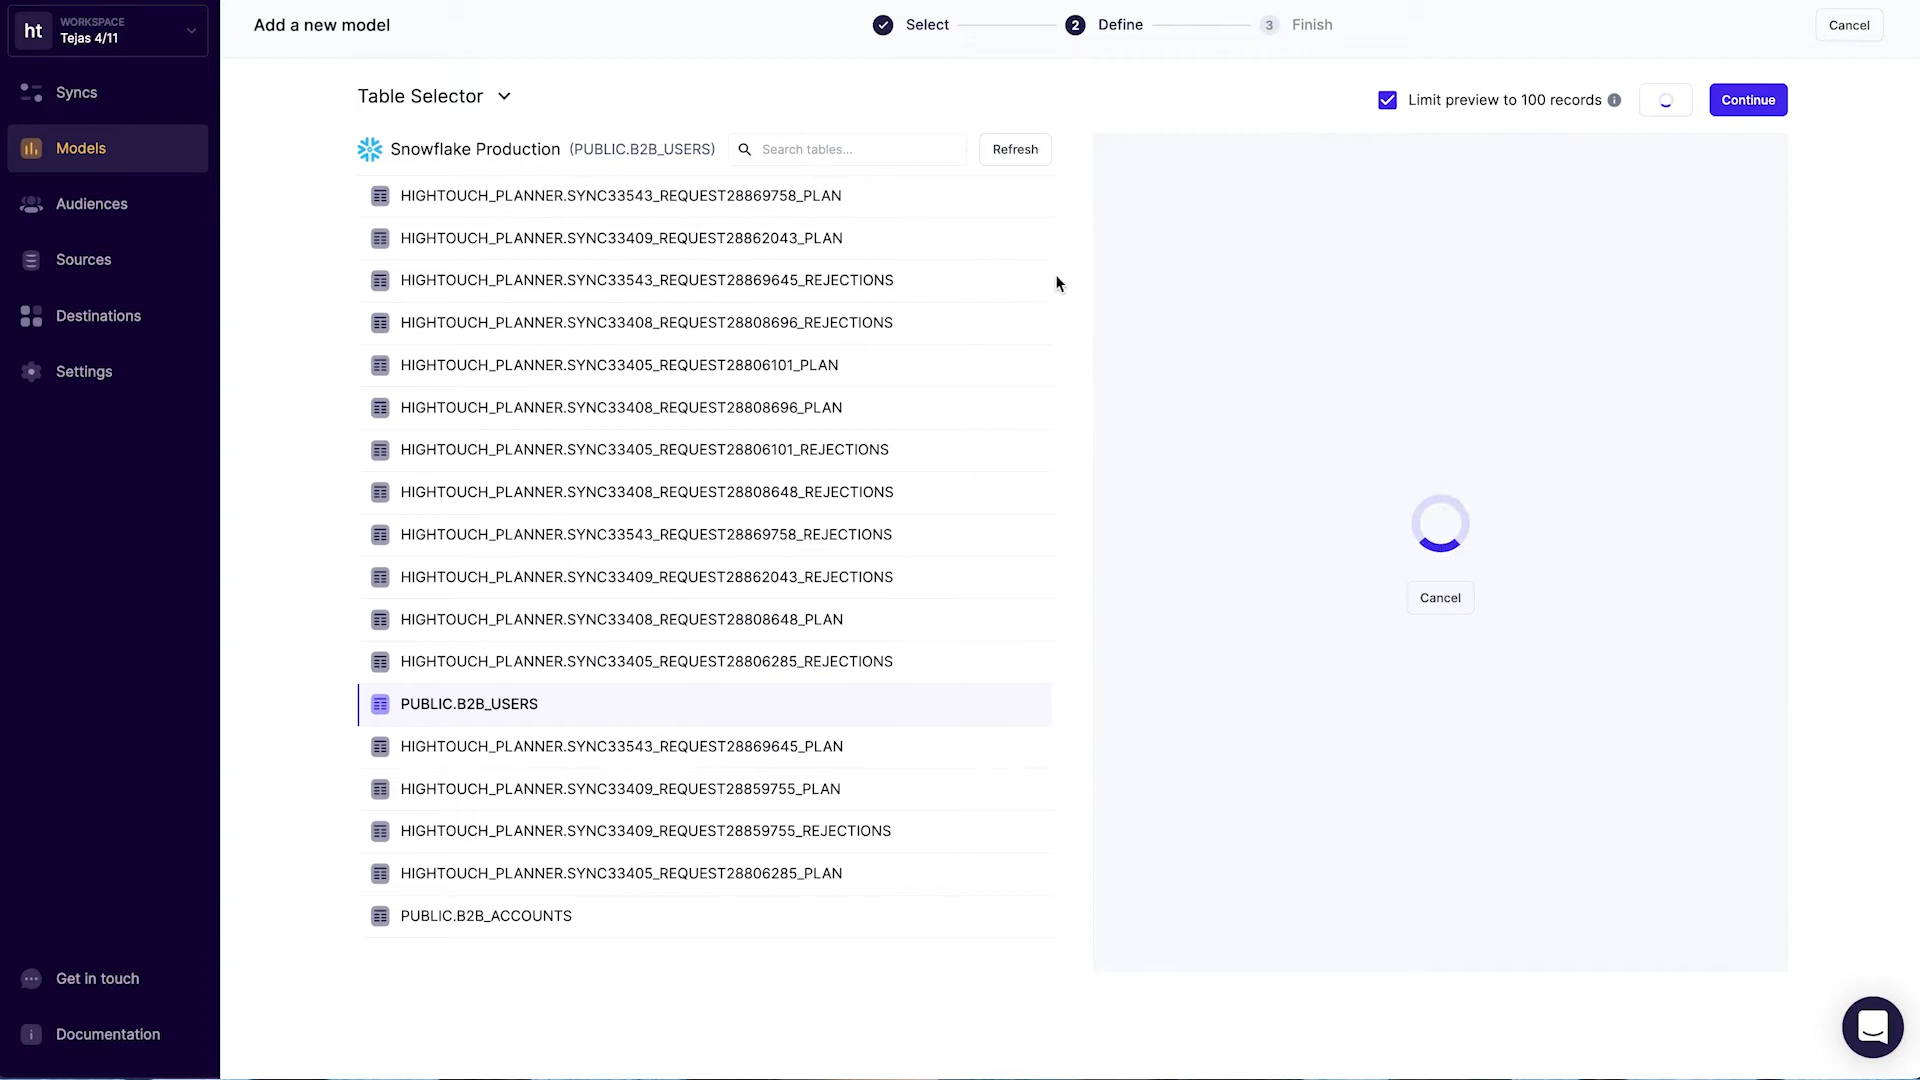 ht
WORKSPACE
Tejas 4/11
Syncs
Models
Audiences
Sources
Destinations
Settings
Get in touch
Documentation
Add a new model
Select
2 Define
3 Finish
Cancel
Table Selector
Limit preview to 100 records
Continue
Snowflake Production (PUBLIC.B2B_USERS)
Search tables...
Refresh
HIGHTOUCH_PLANNER.SYNC33543_REQUEST28869758_PLAN
HIGHTOUCH_PLANNER.SYNC33409_REQUEST28862043_PLAN
HIGHTOUCH_PLANNER.SYNC33543_REQUEST28869645_REJECTIONS
HIGHTOUCH_PLANNER.SYNC33408_REQUEST28808696_REJECTIONS
HIGHTOUCH_PLANNER.SYNC33405_REQUEST28806101_PLAN
HIGHTOUCH_PLANNER.SYNC33408_REQUEST28808696_PLAN
HIGHTOUCH_PLANNER.SYNC33405_REQUEST28806101_REJECTIONS
HIGHTOUCH_PLANNER.SYNC33408_REQUEST28808648_REJECTIONS
HIGHTOUCH_PLANNER.SYNC33543_REQUEST28869758_REJECTIONS
HIGHTOUCH_PLANNER.SYNC33409_REQUEST28862043_REJECTIONS
HIGHTOUCH_PLANNER.SYNC33408_REQUEST28808648_PLAN
HIGHTOUCH_PLANNER.SYNC33405_REQUEST28806285_REJECTIONS
PUBLIC.B2B_USERS
HIGHTOUCH_PLANNER.SYNC33543_REQUEST28869645_PLAN
HIGHTOUCH_PLANNER.SYNC33409_REQUEST28859755_PLAN
HIGHTOUCH_PLANNER.SYNC33409_REQUEST28859755_REJECTIONS
HIGHTOUCH_PLANNER.SYNC33405_REQUEST28806285_PLAN
PUBLIC.B2B_ACCOUNTS
Cancel